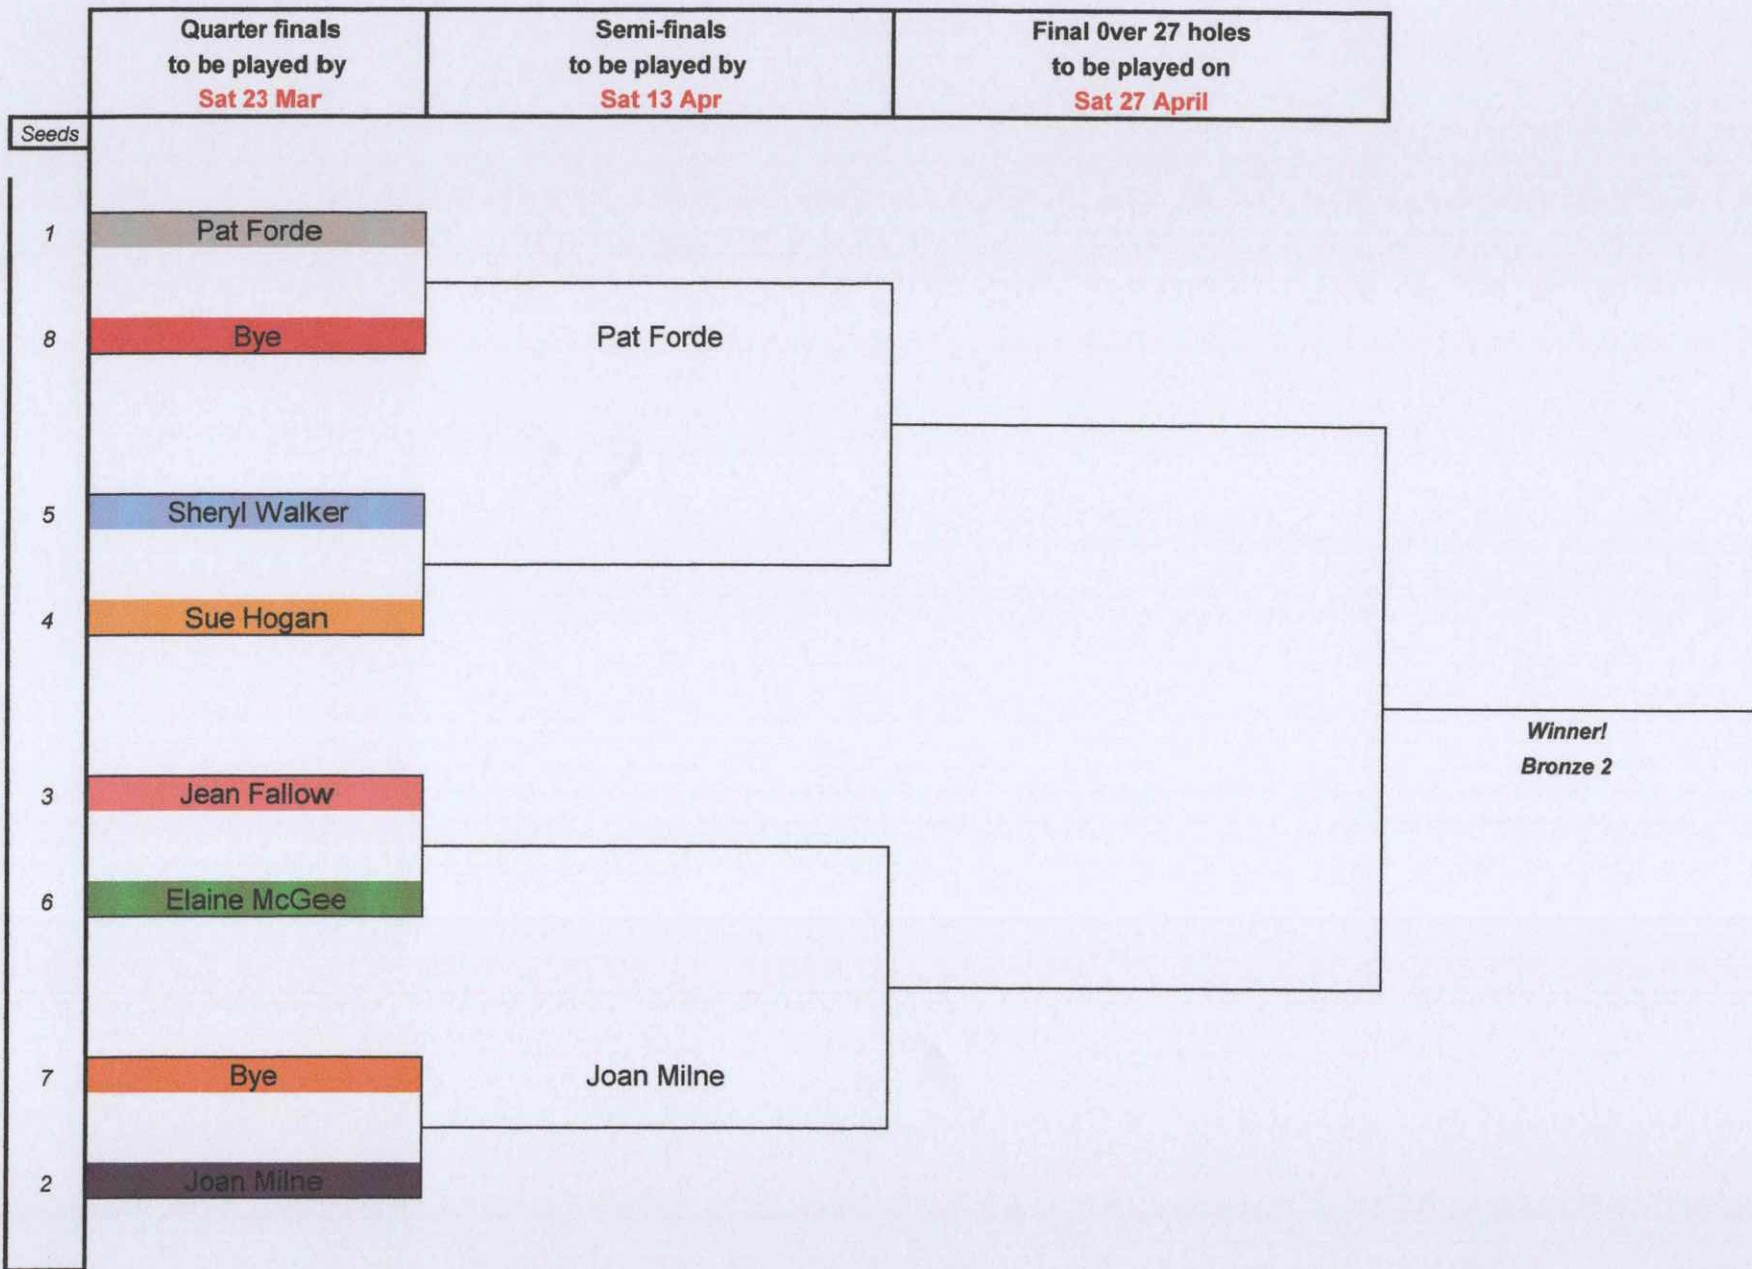 Quarter finals
to be played by
Sat 23 Mar
Semi-finals
to be played by
Sat 13 Apr
Final 0ver 27 holes
to be played on
Sat 27 April
Seeds
1 Pat Forde
8 Bye Pat Forde
5 Sheryl Walker
4 Sue Hogan
Winner!
Bronze 2
3 Jean Fallow
6 Elaine McGee
7 Bye Joan Milne
2 Joan Milne